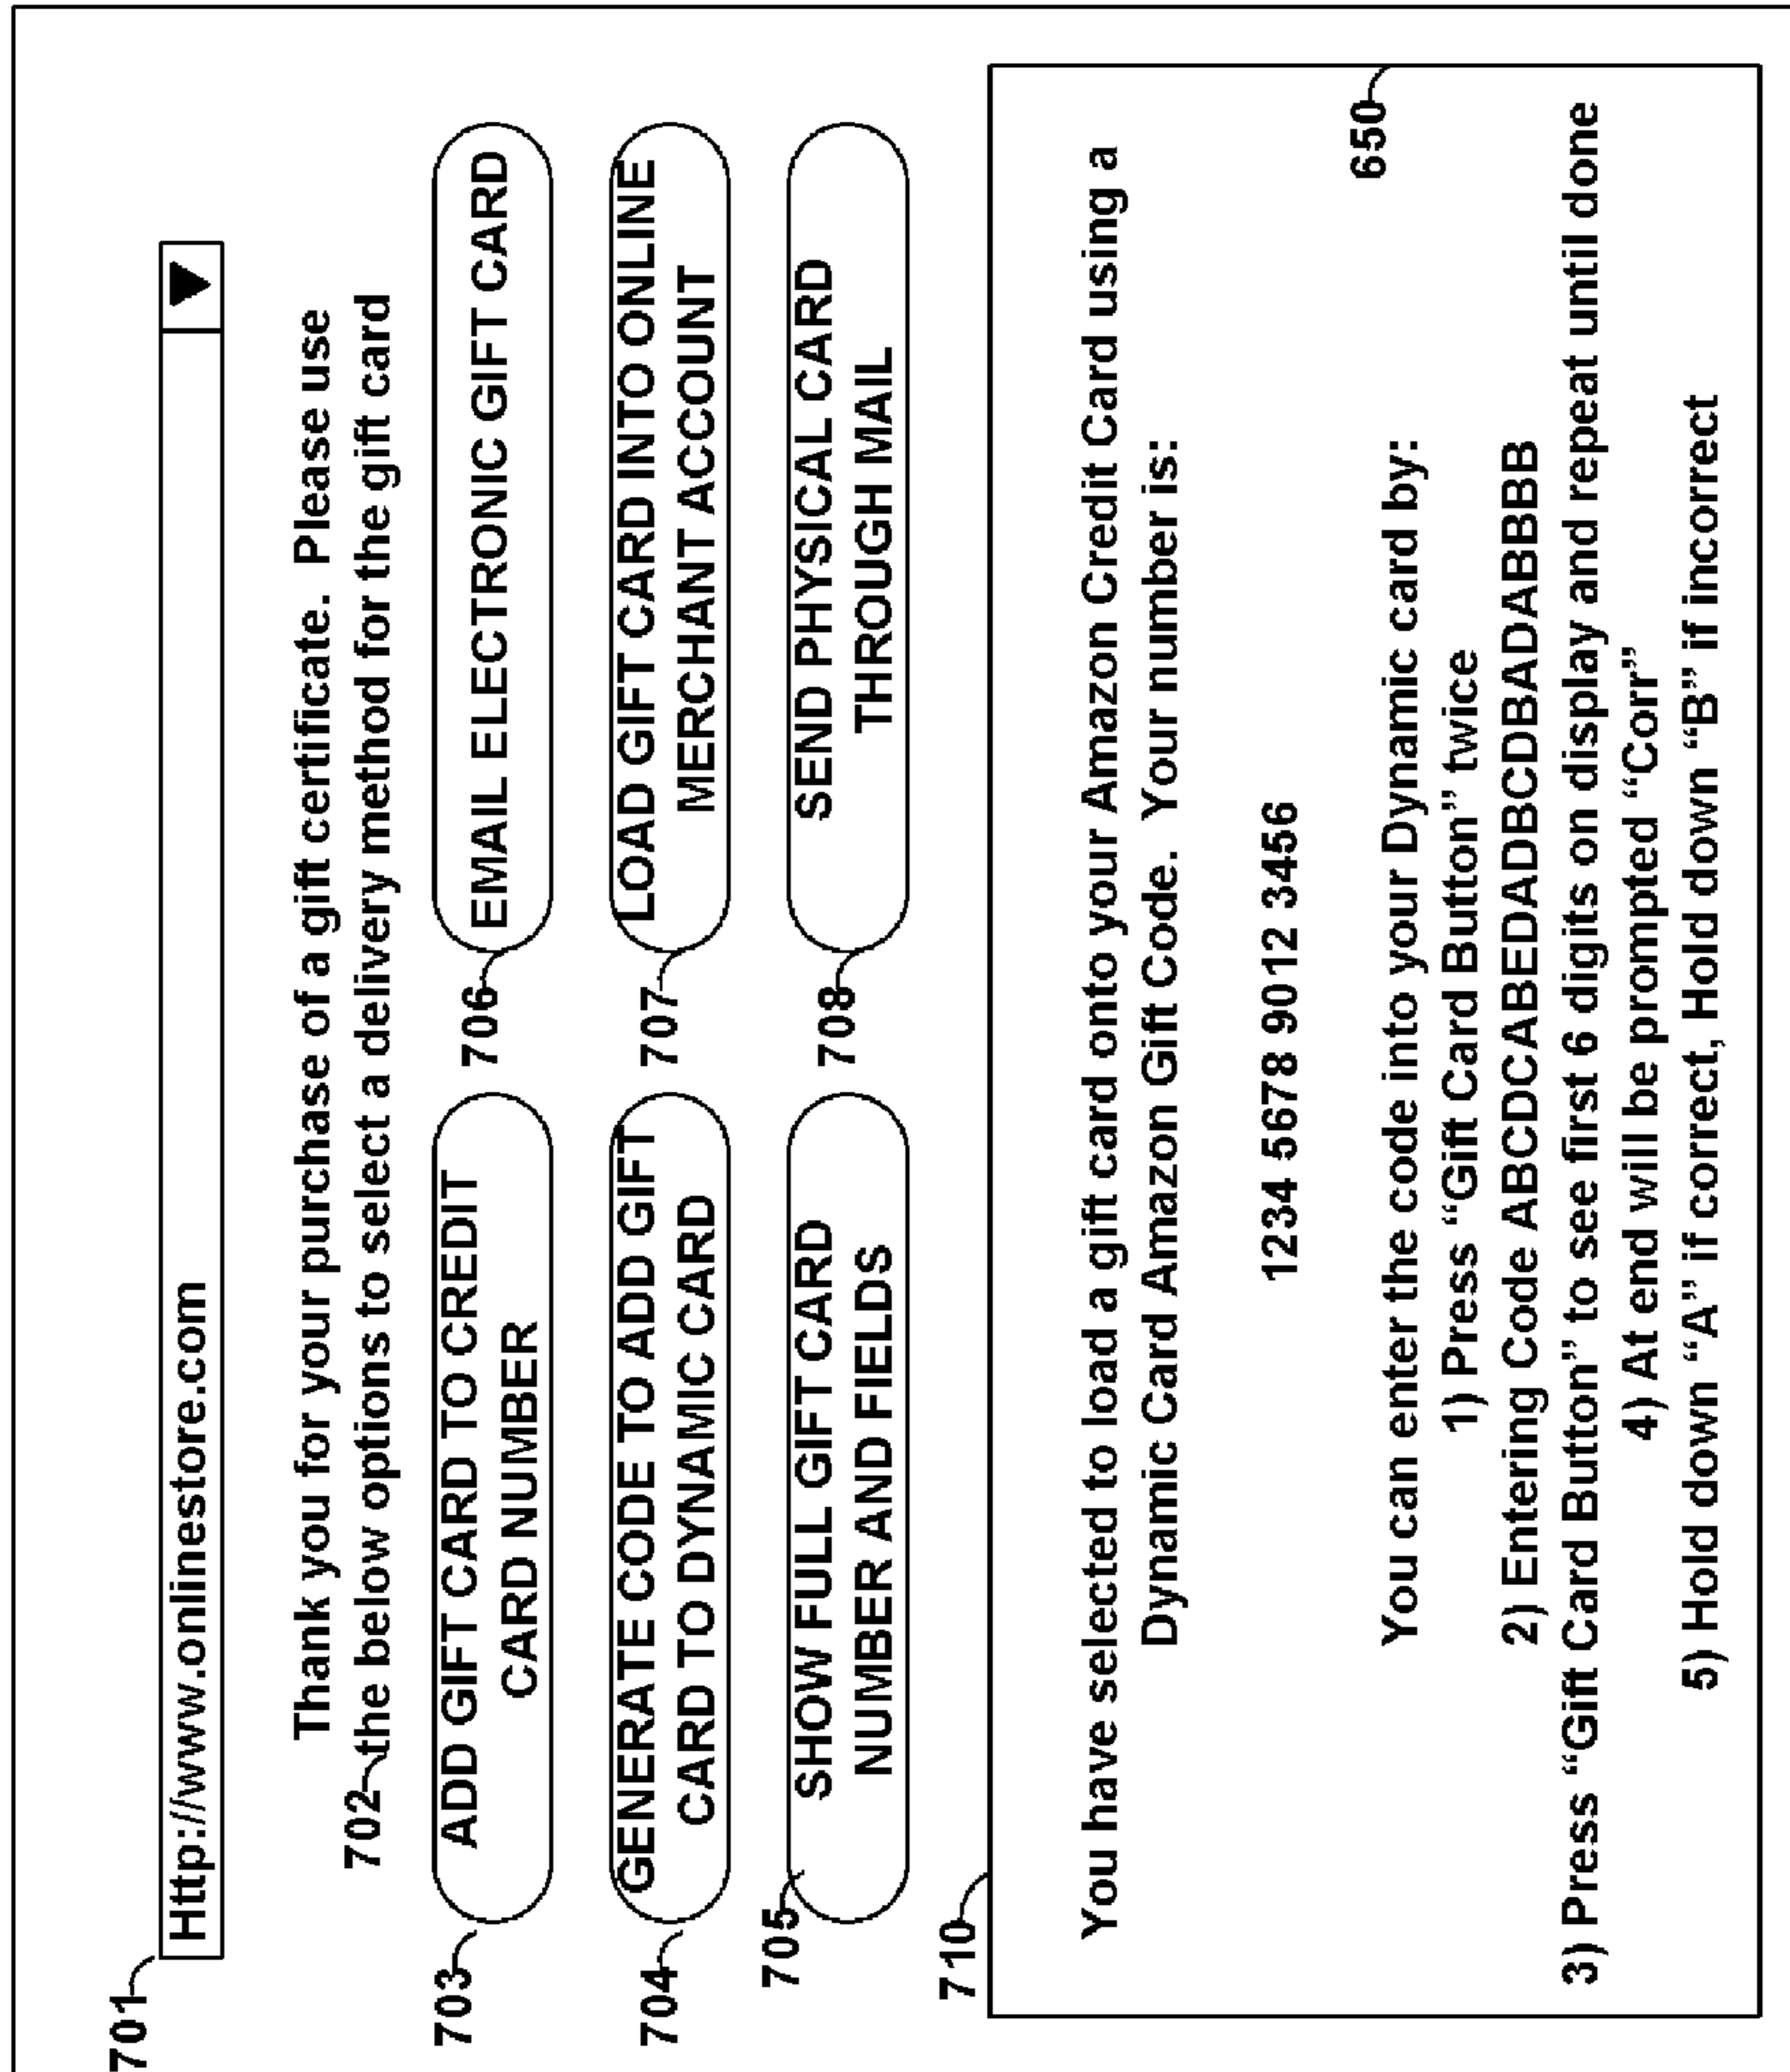 701
Http://www.onlinestore.com
Thank you for your purchase of a gift certificate. Please use
702 the below options to select a delivery method for the gift card
703
ADD GIFT CARD TO CREDIT
CARD NUMBER
706
EMAIL ELECTRONIC GIFT CARD
704
GENERATE CODE TO ADD GIFT
CARD TO DYNAMIC CARD
707
LOAD GIFT CARD INTO ONLINE
MERCHANT ACCOUNT
705
SHOW FULL GIFT CARD
NUMBER AND FIELDS
708
SEND PHYSICAL CARD
THROUGH MAIL
710
You have selected to load a gift card onto your Amazon Credit Card using a
Dynamic Card Amazon Gift Code. Your number is:
1234 5678 9012 3456
650
You can enter the code into your Dynamic card by:
1) Press “Gift Card Button” twice
2) Entering Code ABCDCABEDADBCDBADABBBB
3) Press “Gift Card Button” to see first 6 digits on display and repeat until done
4) At end will be prompted “Corr”
5) Hold down “A” if correct, Hold down “B” if incorrect